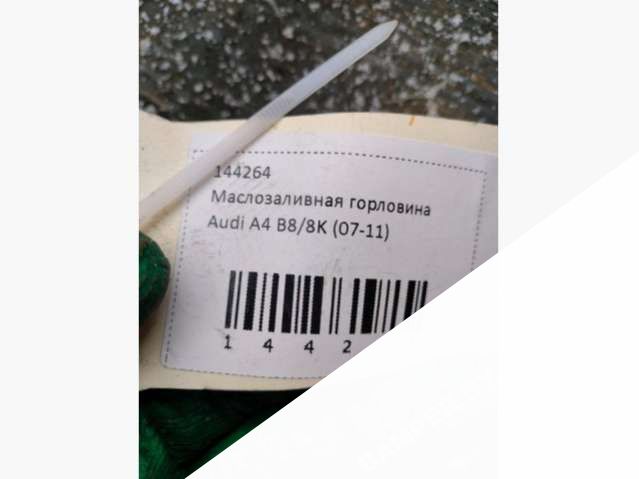 144264
Маслозаливная горловина
Audi A4 B8/8K (07-11)
1 4 4 2